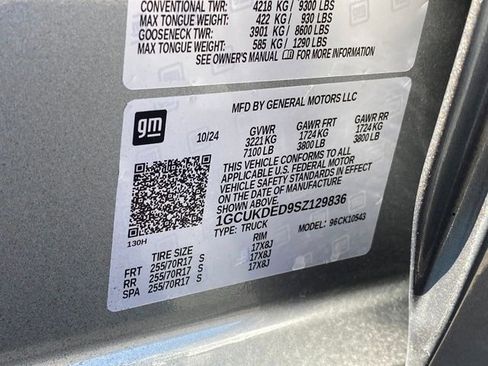 CONVENTIONAL TWR: 4218 KG/ 9300 LBS
MAX TONGUE WEIGHT: 422 KG/ 930 LBS
GOOSENECK TWR: 3901 KG/ 8600 LBS
MAX TONGUE WEIGHT: 585 KG/ 1290 LBS
SEE OWNER'S MANUAL FOR MORE INFORMATION
gm
MFD BY GENERAL MOTORS LLC
10/24 GVWR GAWR FRT GAWR RR
3221 KG 1724 KG 1724 KG
7100 LB 3800 LB 3800 LB
THIS VEHICLE CONFORMS TO ALL
APPLICABLE U.S. FEDERAL MOTOR
VEHICLE SAFETY STANDARDS IN EFFECT
ON THE DATE OF MANUFACTURE
SHOWN ABOVE.
1GCUKDED9SZ129836
TYPE: TRUCK MODEL: 96CK10543
130H
TIRE SIZE RIM
FRT 255/70R17 S 17X8J
RR 255/70R17 S 17X8J
SPA 255/70R17 S 17X8J